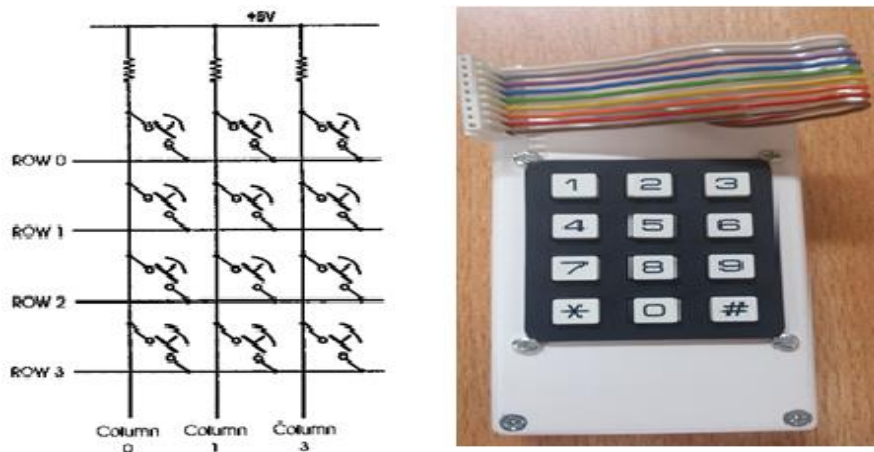 +5V
ROW 0
ROW 1
ROW 2
ROW 3
Column Column Column
0 1 3
1 2 3
4 5 6
7 8 9
* 0 #